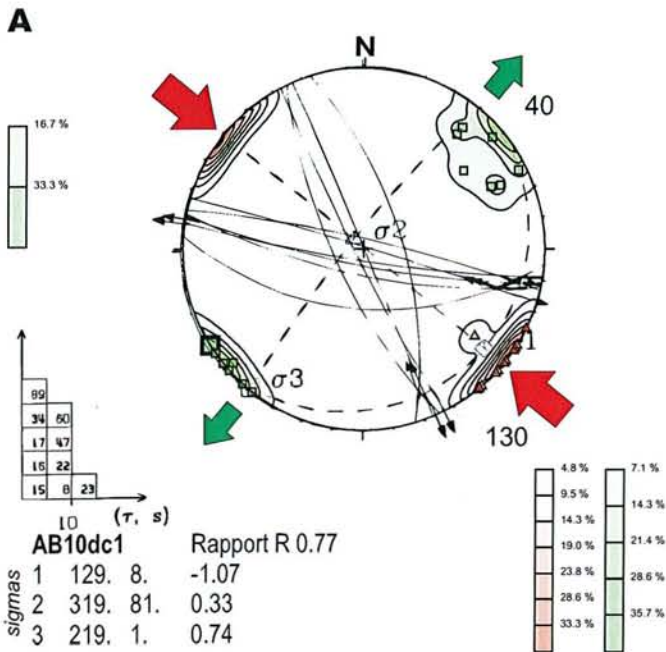 A
N
40
16.7 %
33.3 %
σ2
σ3
1
130
89
34 60
17 47
16 22
15 8 23
10 (τ, s)
AB10dc1 Rapport R 0.77
sigmas
1 129. 8. -1.07
2 319. 81. 0.33
3 219. 1. 0.74
4.8 %
9.5 %
14.3 %
19.0 %
23.8 %
28.6 %
33.3 %
7.1 %
14.3 %
21.4 %
28.6 %
35.7 %